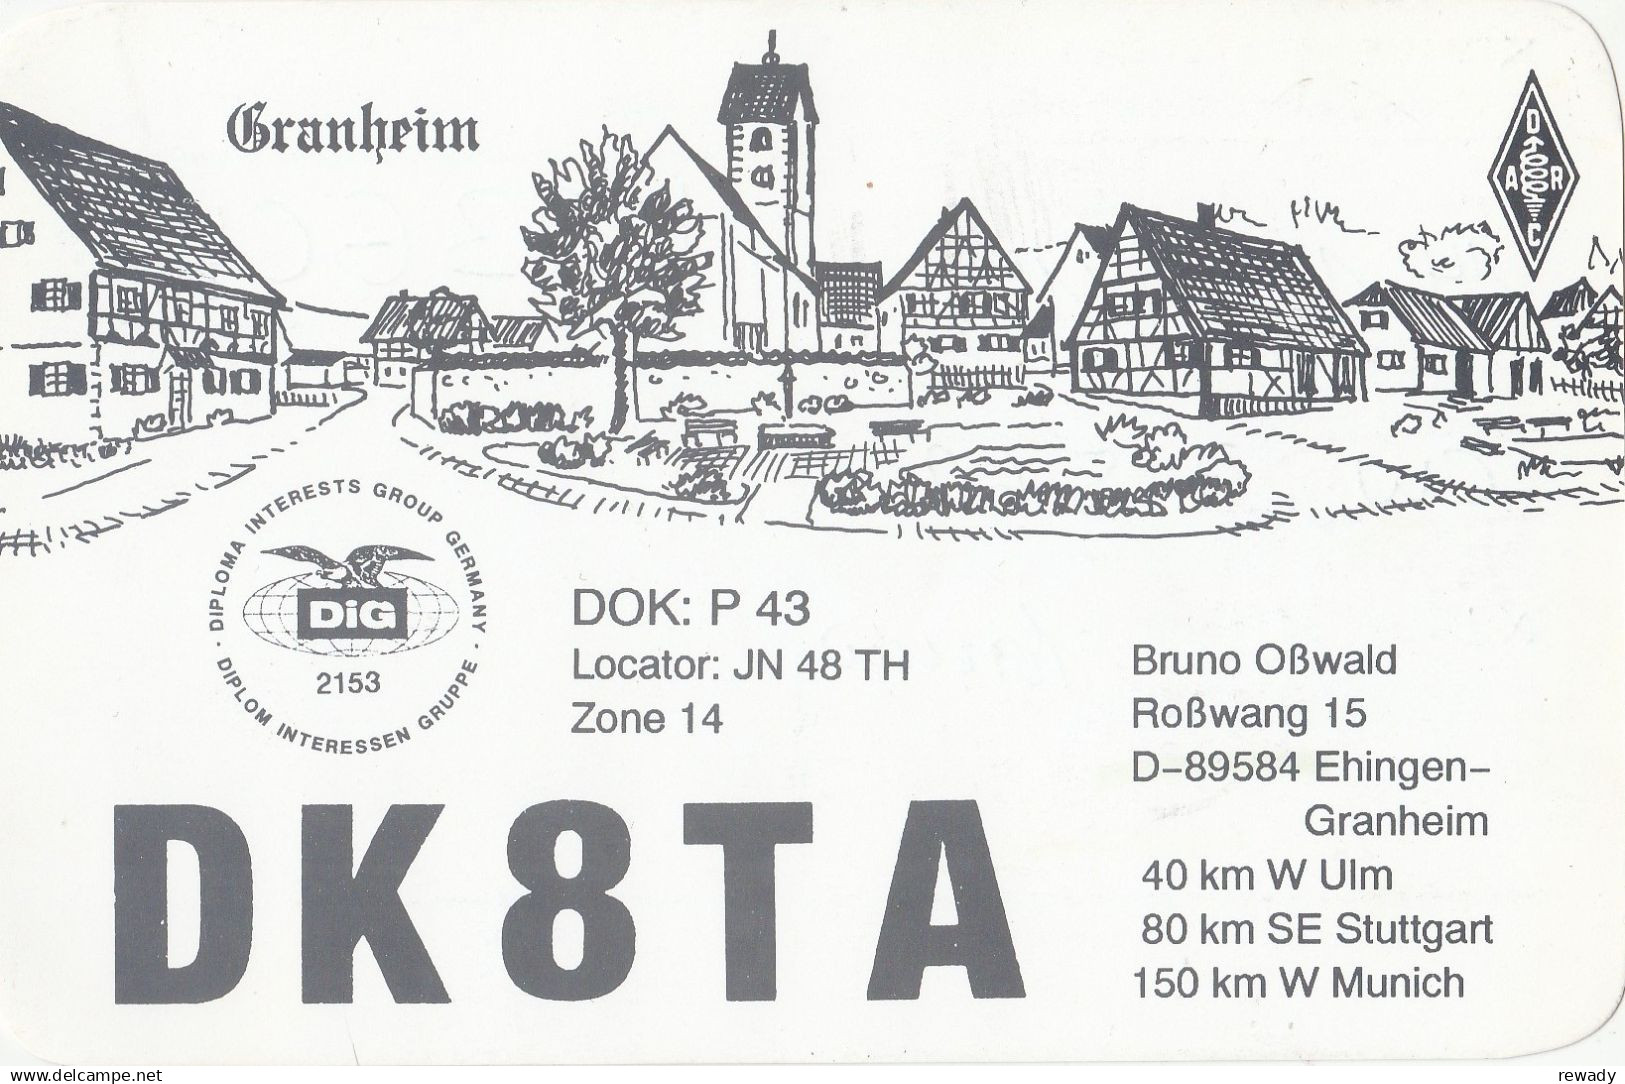 Granheim
D
A R
C
DIPLOMA INTERESTS GROUP GERMANY · DIPLOM INTERESSEN GRUPPE ·
DiG
2153
DOK: P 43
Locator: JN 48 TH
Zone 14
Bruno Oßwald
Roßwang 15
D-89584 Ehingen-
Granheim
40 km W Ulm
80 km SE Stuttgart
150 km W Munich
DK8TA
www.delcampe.net
rewady